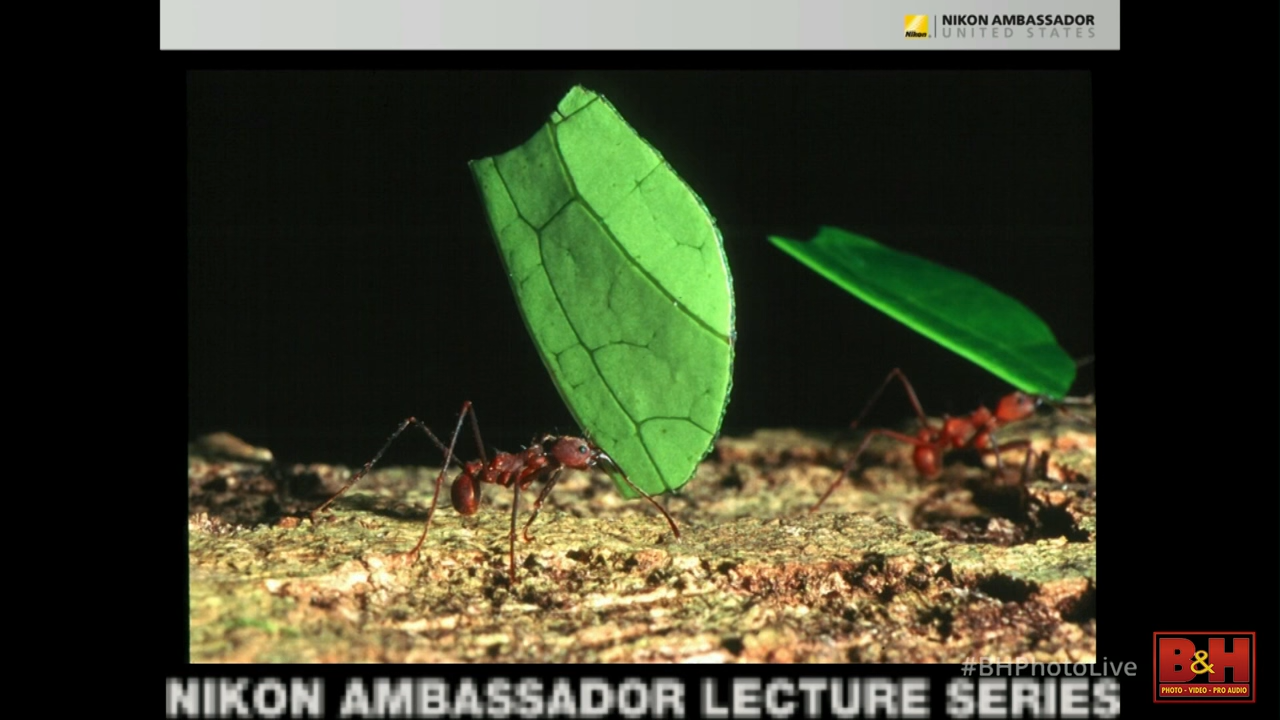 Nikon
NIKON AMBASSADOR
UNITED STATES
#BHPhotoLive
B&H
PHOTO - VIDEO - PRO AUDIO
NIKON AMBASSADOR LECTURE SERIES